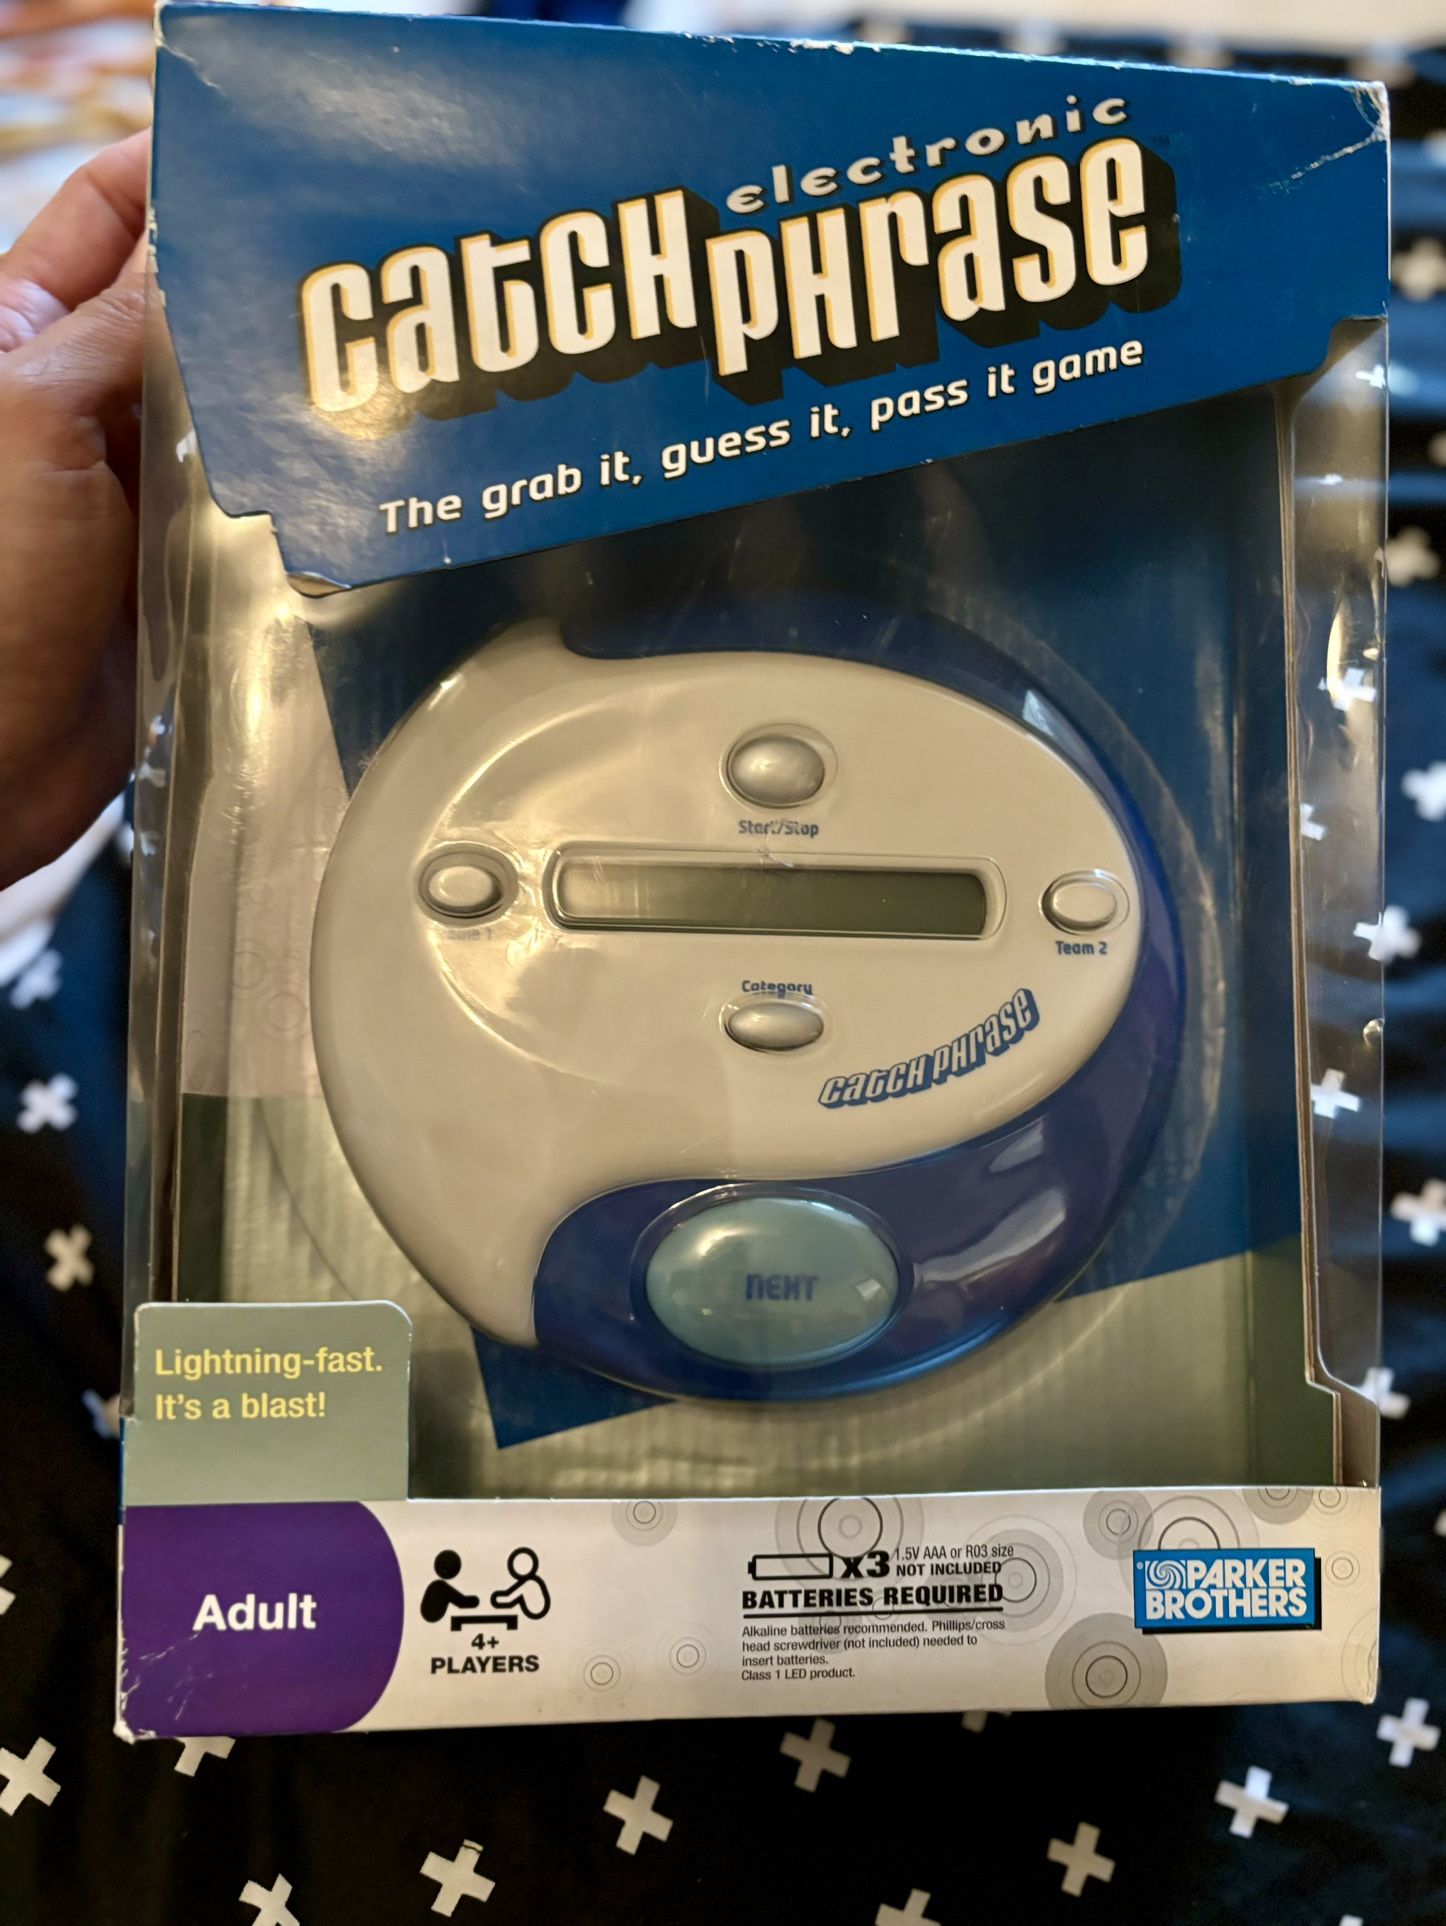 electronic
catch phrase™
The grab it, guess it, pass it game
Start/Stop
Team 2
Category
catch phrase
NEXT
Lightning-fast.
It's a blast!
Adult
4+
PLAYERS
x3 1.5V AAA or R03 size
NOT INCLUDED
BATTERIES REQUIRED
Alkaline batteries recommended. Phillips/cross
head screwdriver (not included) needed to
insert batteries.
Class 1 LED product.
PARKER
BROTHERS